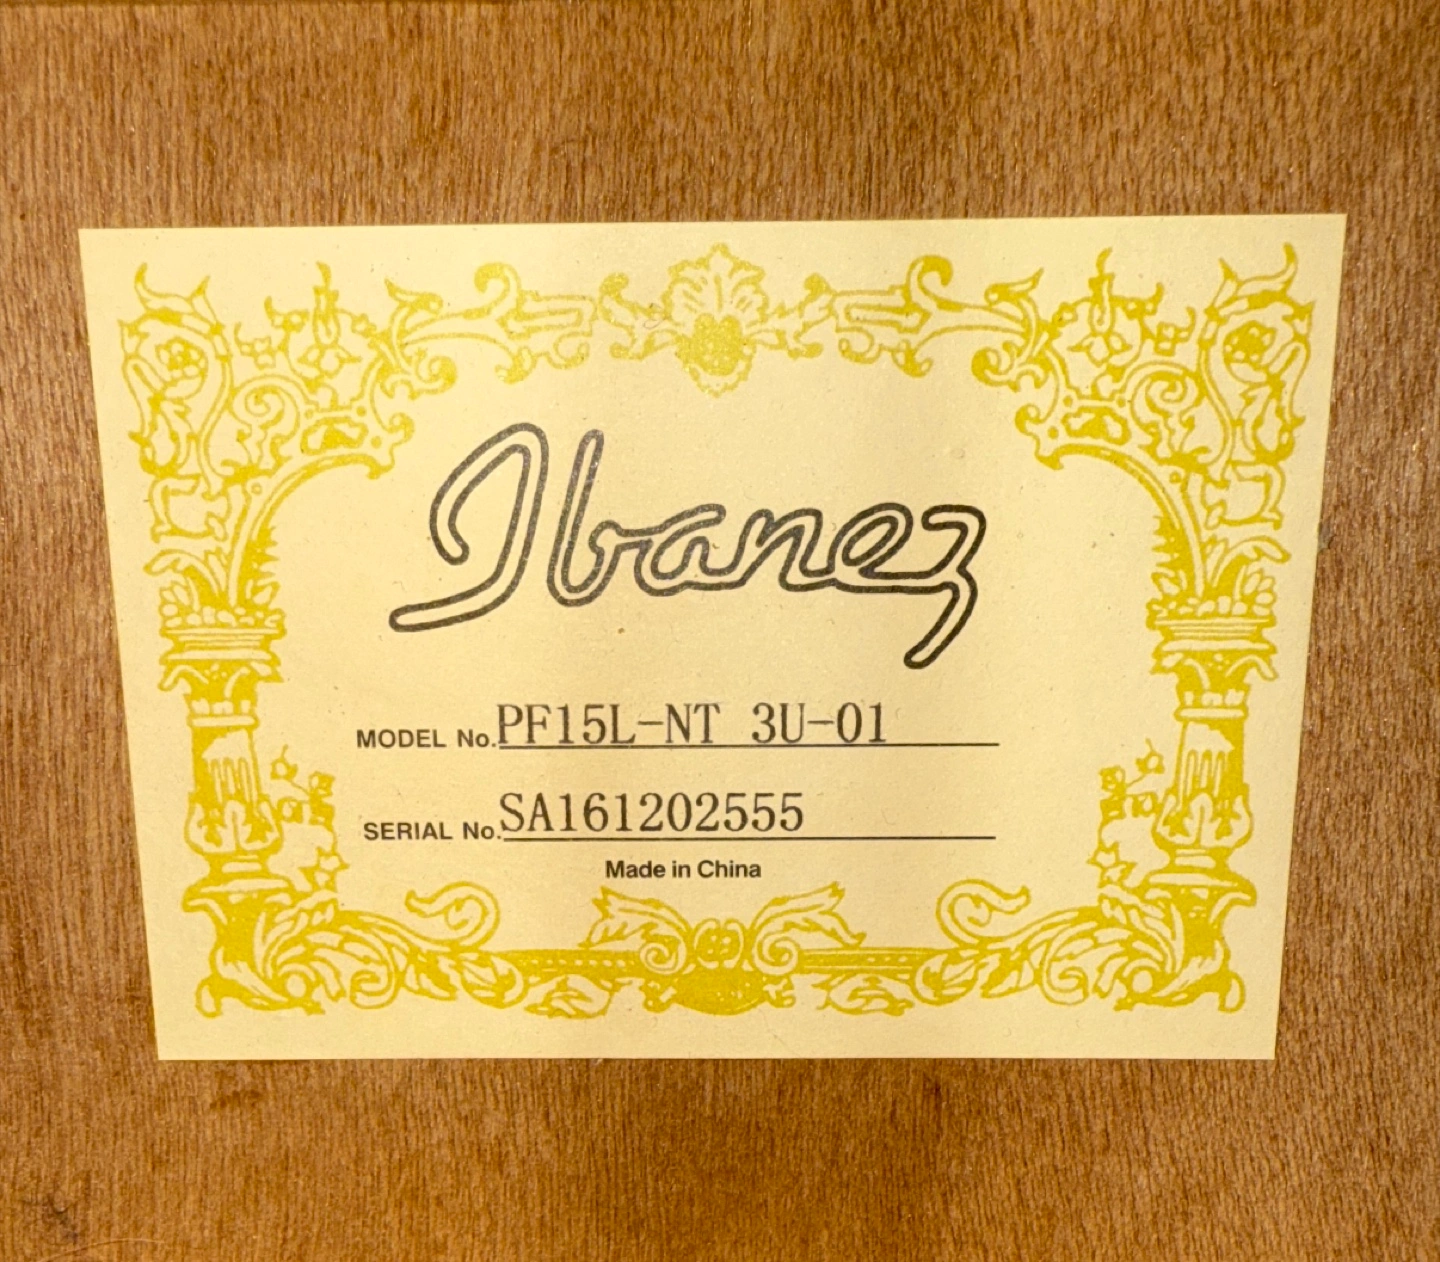 Ibanez
MODEL No. PF15L-NT 3U-01
SERIAL No. SA161202555
Made in China